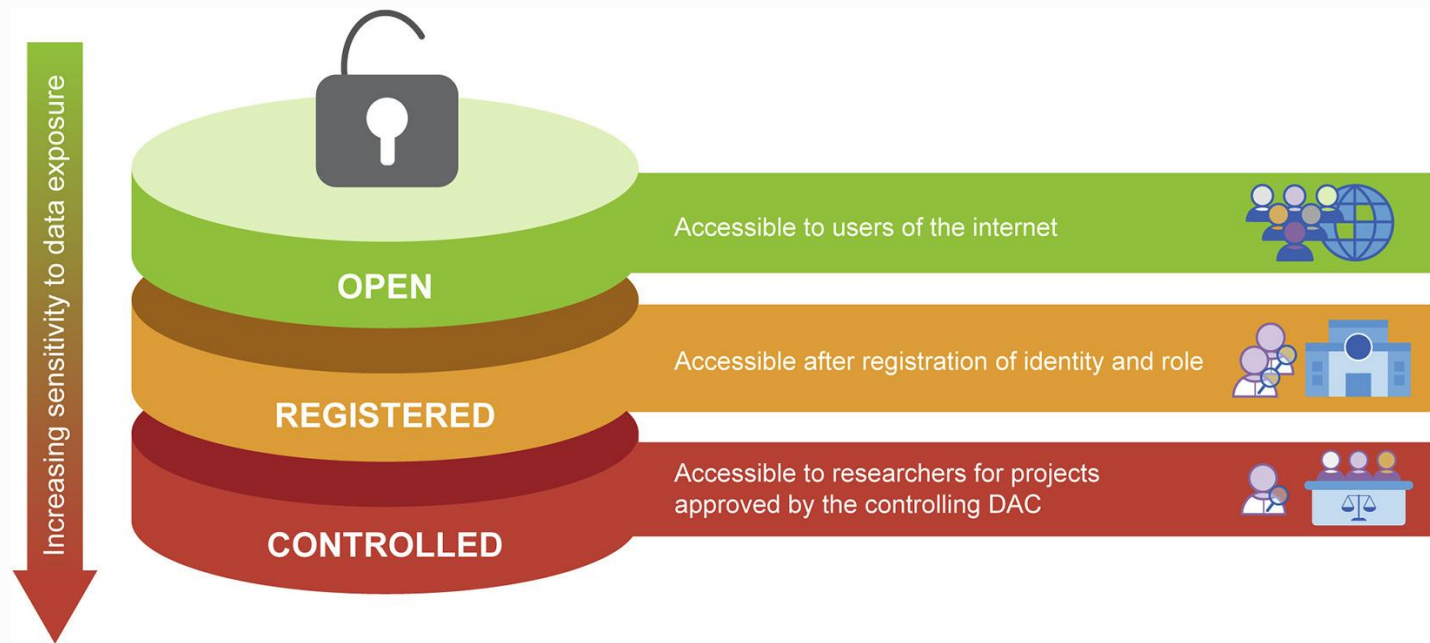 Increasing sensitivity to data exposure
OPEN
Accessible to users of the internet
REGISTERED
Accessible after registration of identity and role
CONTROLLED
Accessible to researchers for projects
approved by the controlling DAC